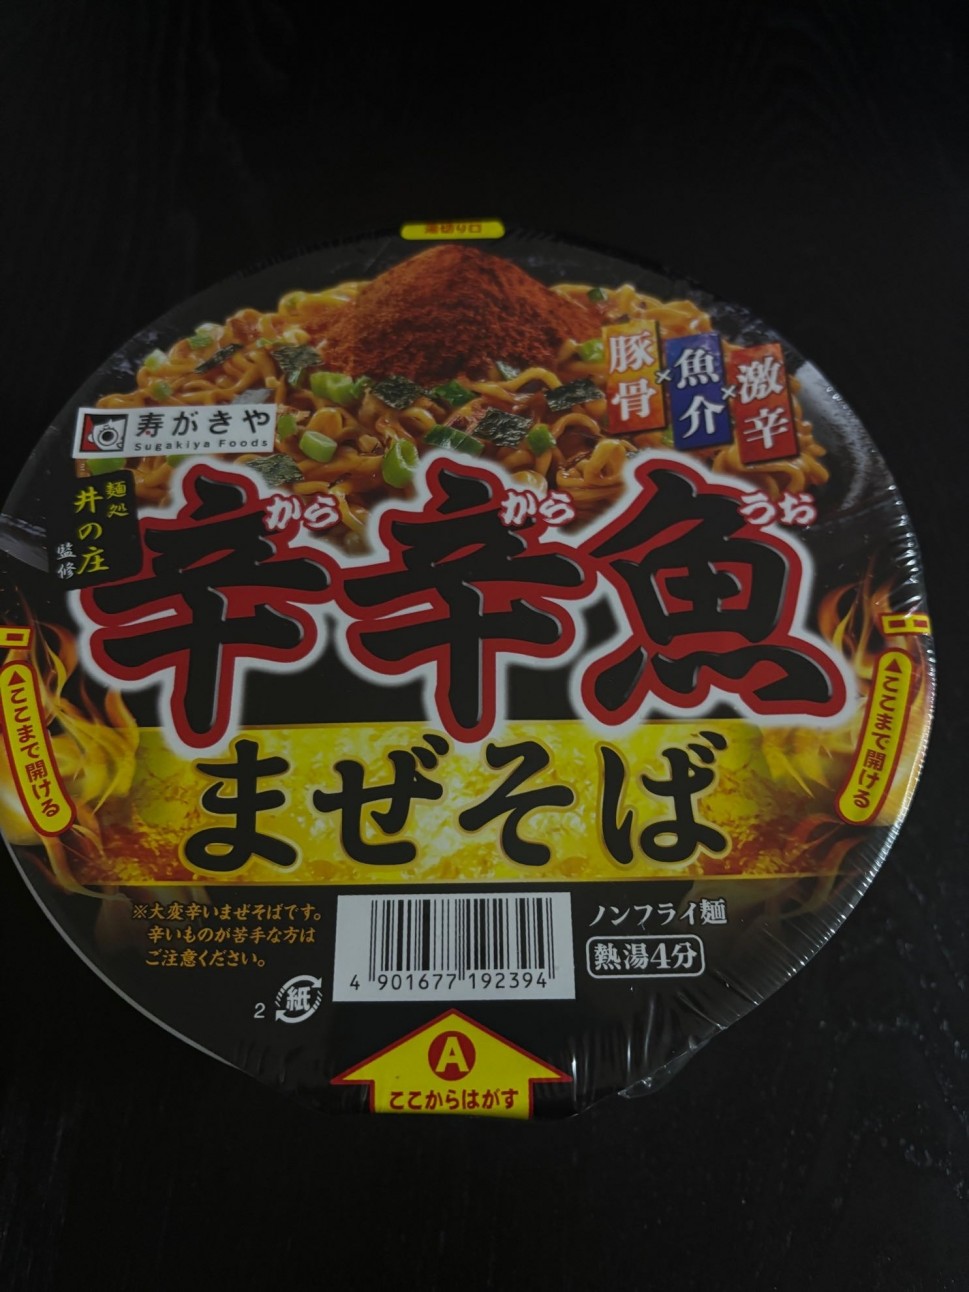 湯切り口
豚骨×魚介×激辛
寿がきや
Sugakiya Foods
麺処
井の庄
監修
辛辛魚
から から うお
まぜそば
▲ここまで開ける
▲ここまで開ける
※大変辛いまぜそばです。
辛いものが苦手な方は
ご注意ください。
2 紙
4 901677 192394
ノンフライ麺
熱湯4分
A
ここからはがす